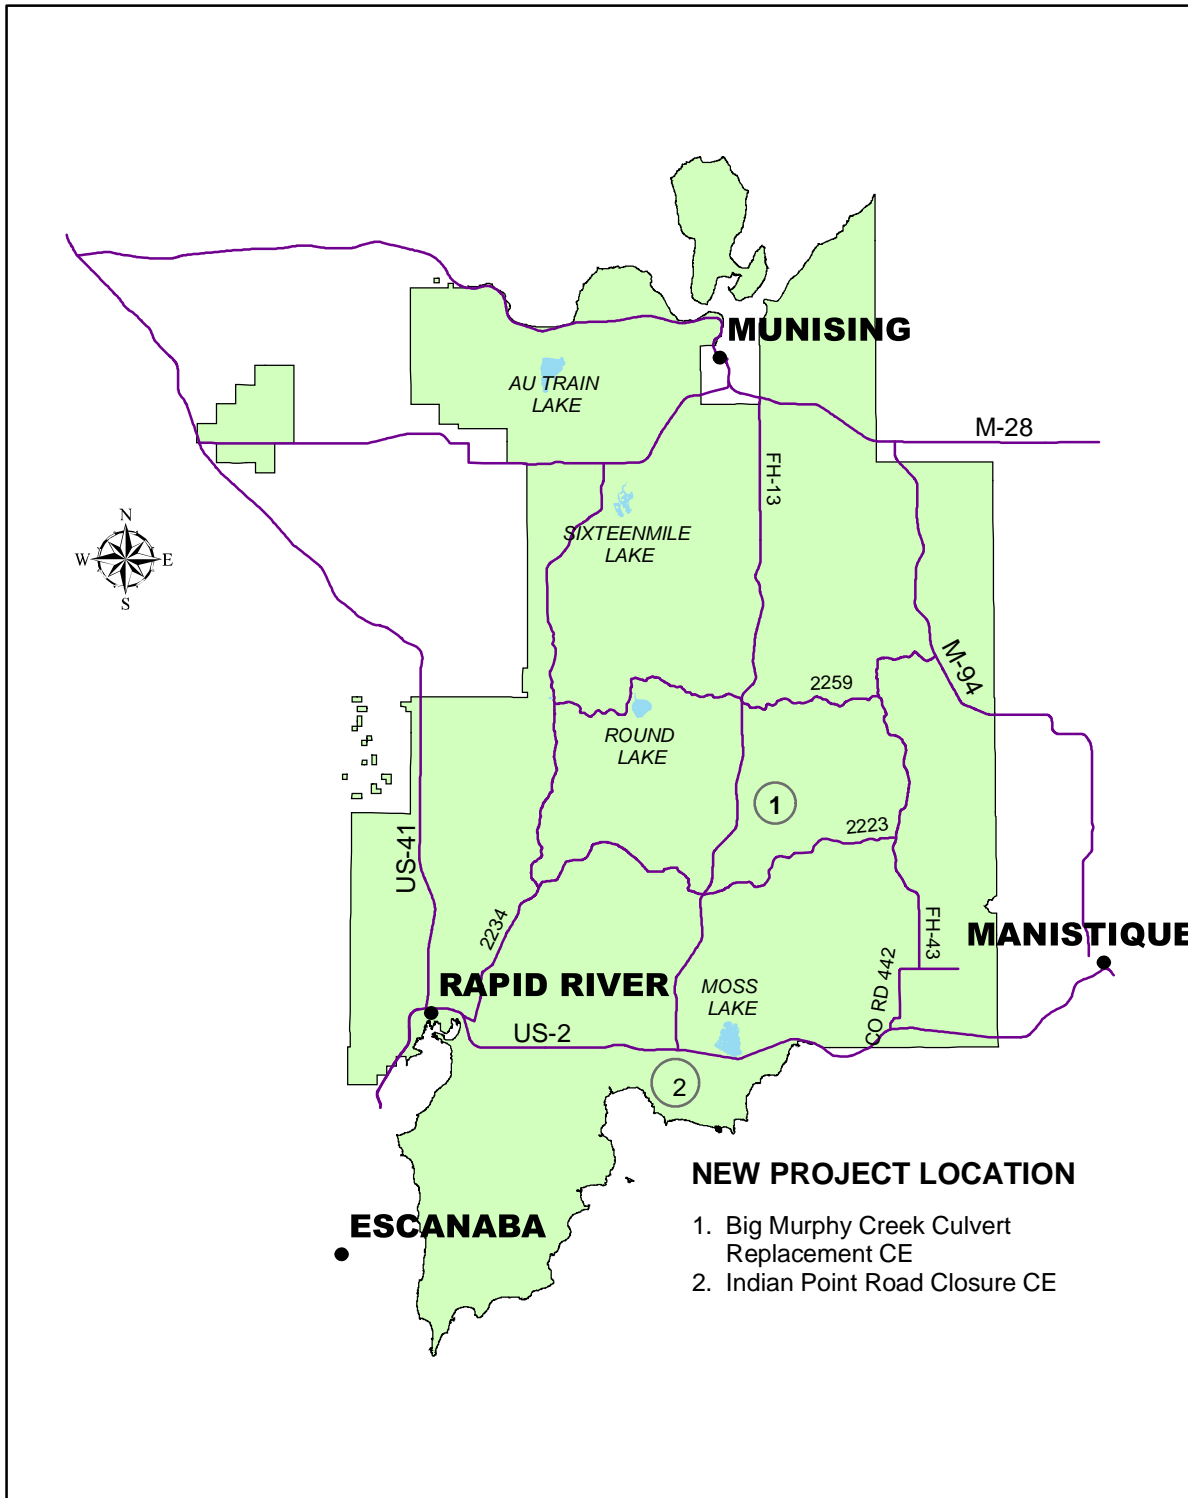 MUNISING
AU TRAIN
LAKE
M-28
FH-13
N
W E
S
SIXTEENMILE
LAKE
M-94
2259
ROUND
LAKE
1
2223
US-41
2234
FH-43
MANISTIQUE
CO RD 442
RAPID RIVER
MOSS
LAKE
US-2
2
NEW PROJECT LOCATION
1. Big Murphy Creek Culvert
Replacement CE
2. Indian Point Road Closure CE
ESCANABA